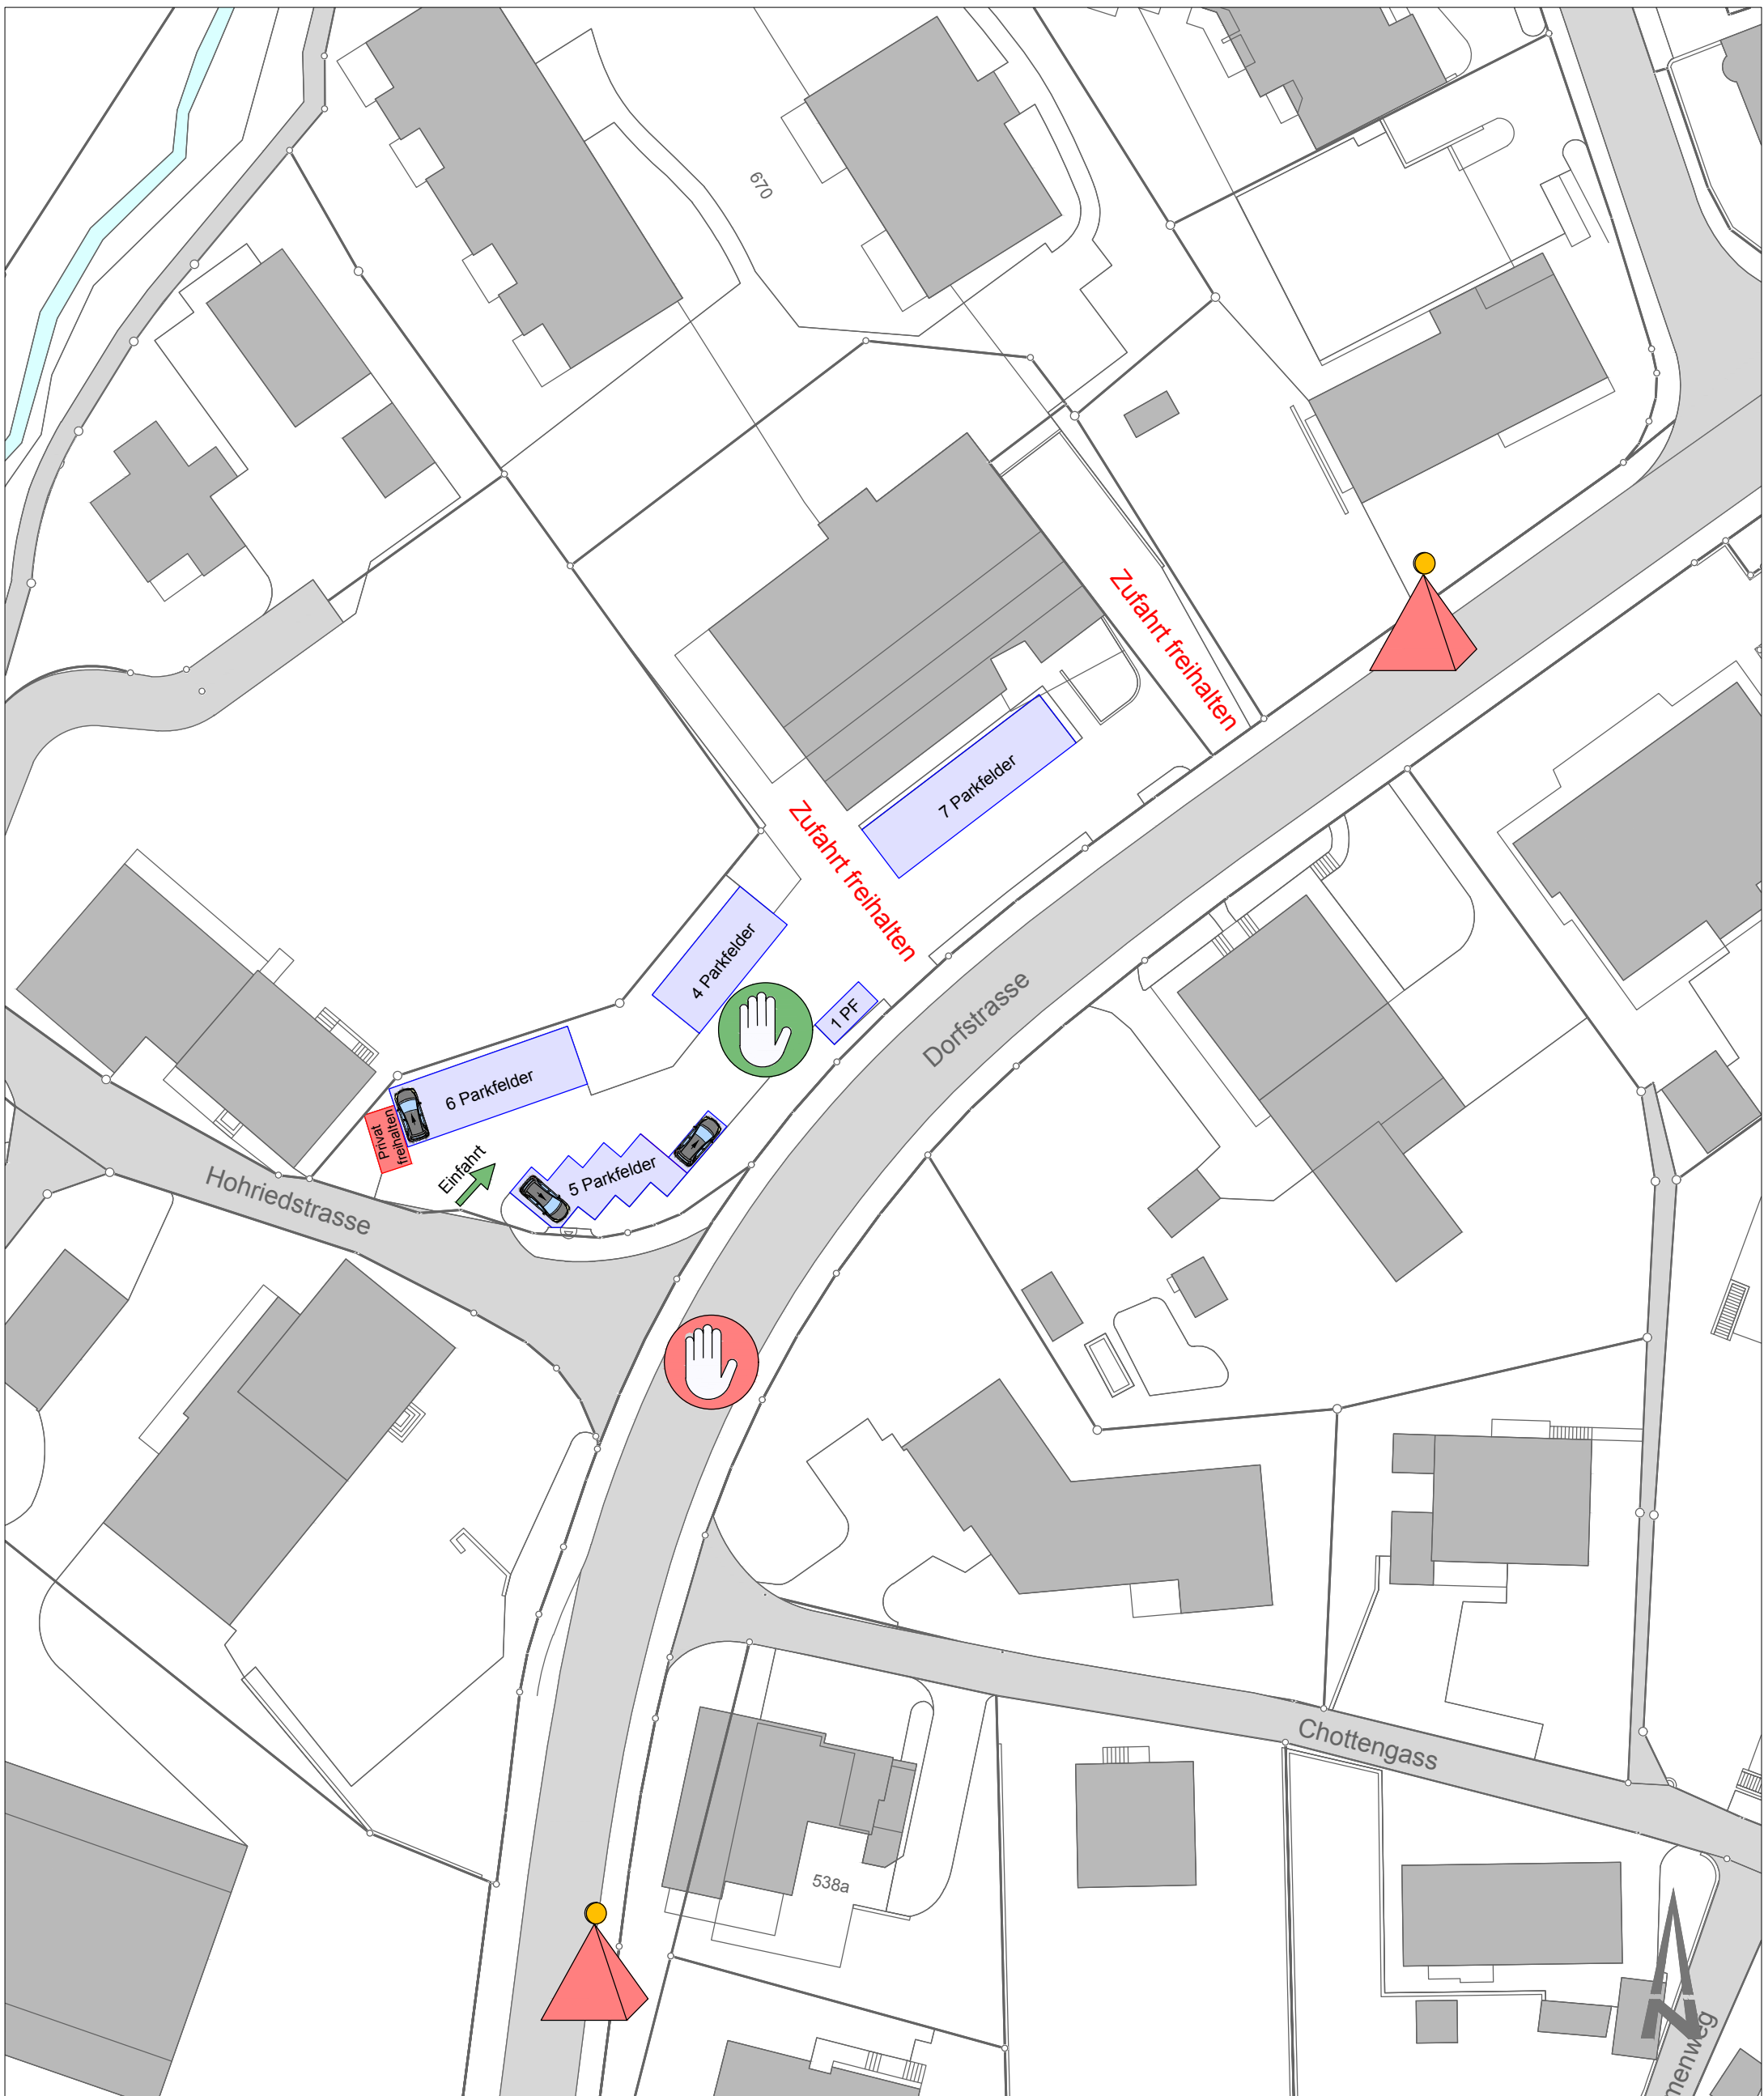 670
Zufahrt freihalten
7 Parkfelder
Zufahrt freihalten
4 Parkfelder
1 PF
Dorfstrasse
6 Parkfelder
Privat
freihalten
Einfahrt
5 Parkfelder
Hohriedstrasse
Chottengass
538a
menweg